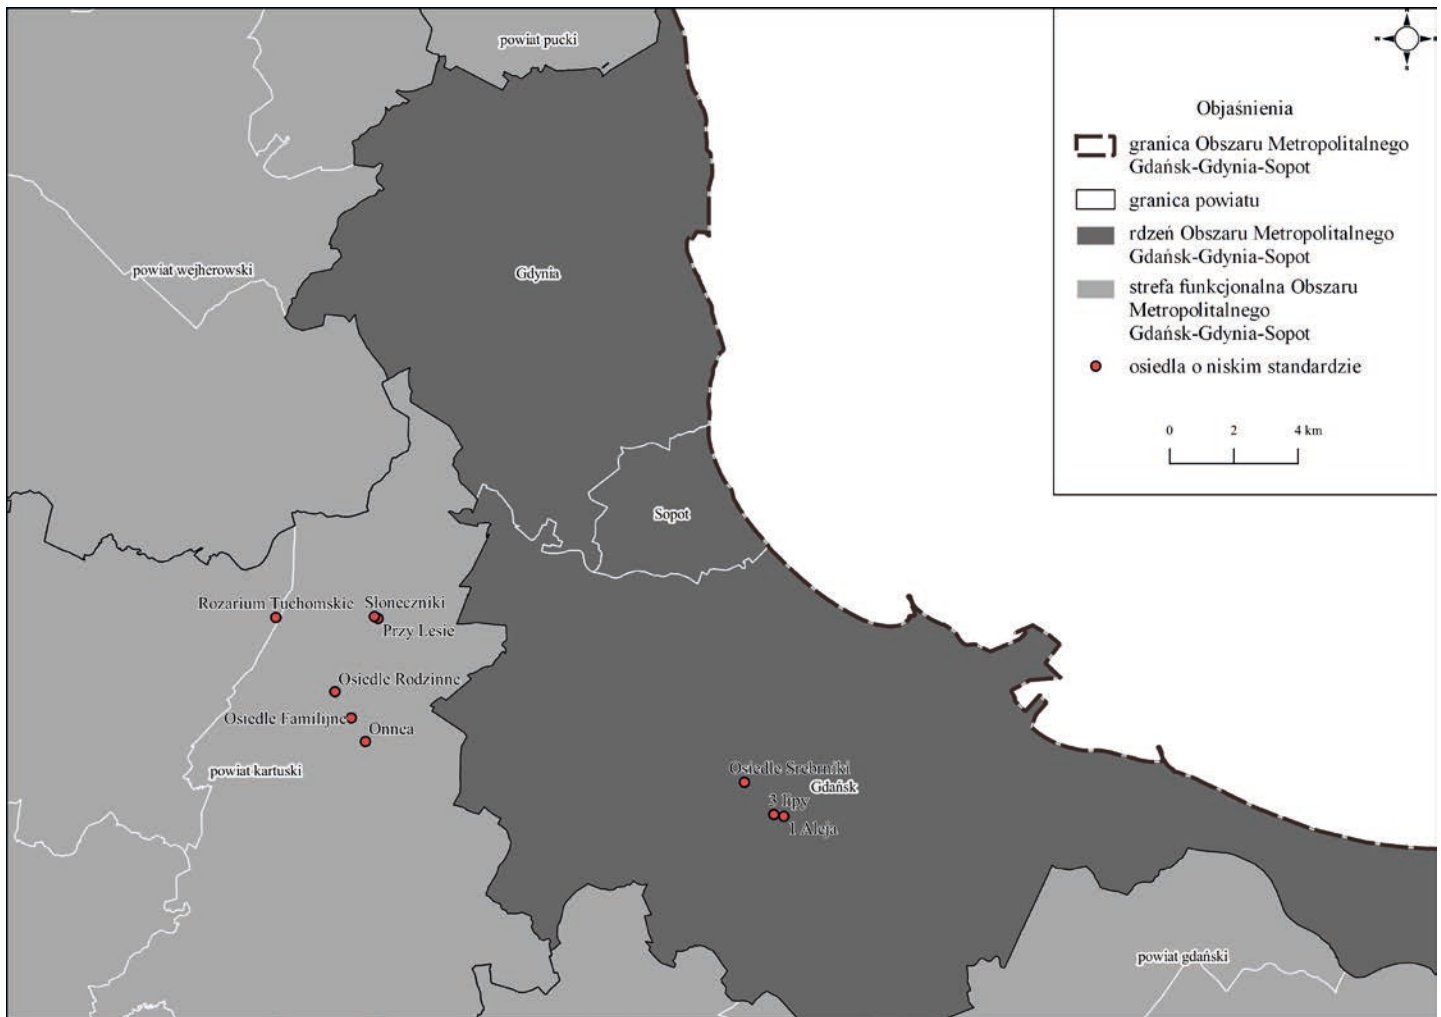 powiat pucki
Objaśnienia
granica Obszaru Metropolitalnego
Gdańsk-Gdynia-Sopot
granica powiatu
rdzeń Obszaru Metropolitalnego
Gdańsk-Gdynia-Sopot
strefa funkcjonalna Obszaru
Metropolitalnego
Gdańsk-Gdynia-Sopot
osiedla o niskim standardzie
0 2 4 km
powiat wejherowski
Gdynia
Sopot
Rozarium Tuchomskie
Słoneczniki
Przy Lesie
Osiedle Rodzinne
Osiedle Familijne
Onnea
powiat kartuski
Osiedle Srebrniki
Gdańsk
3 lipy
1 Aleja
powiat gdański